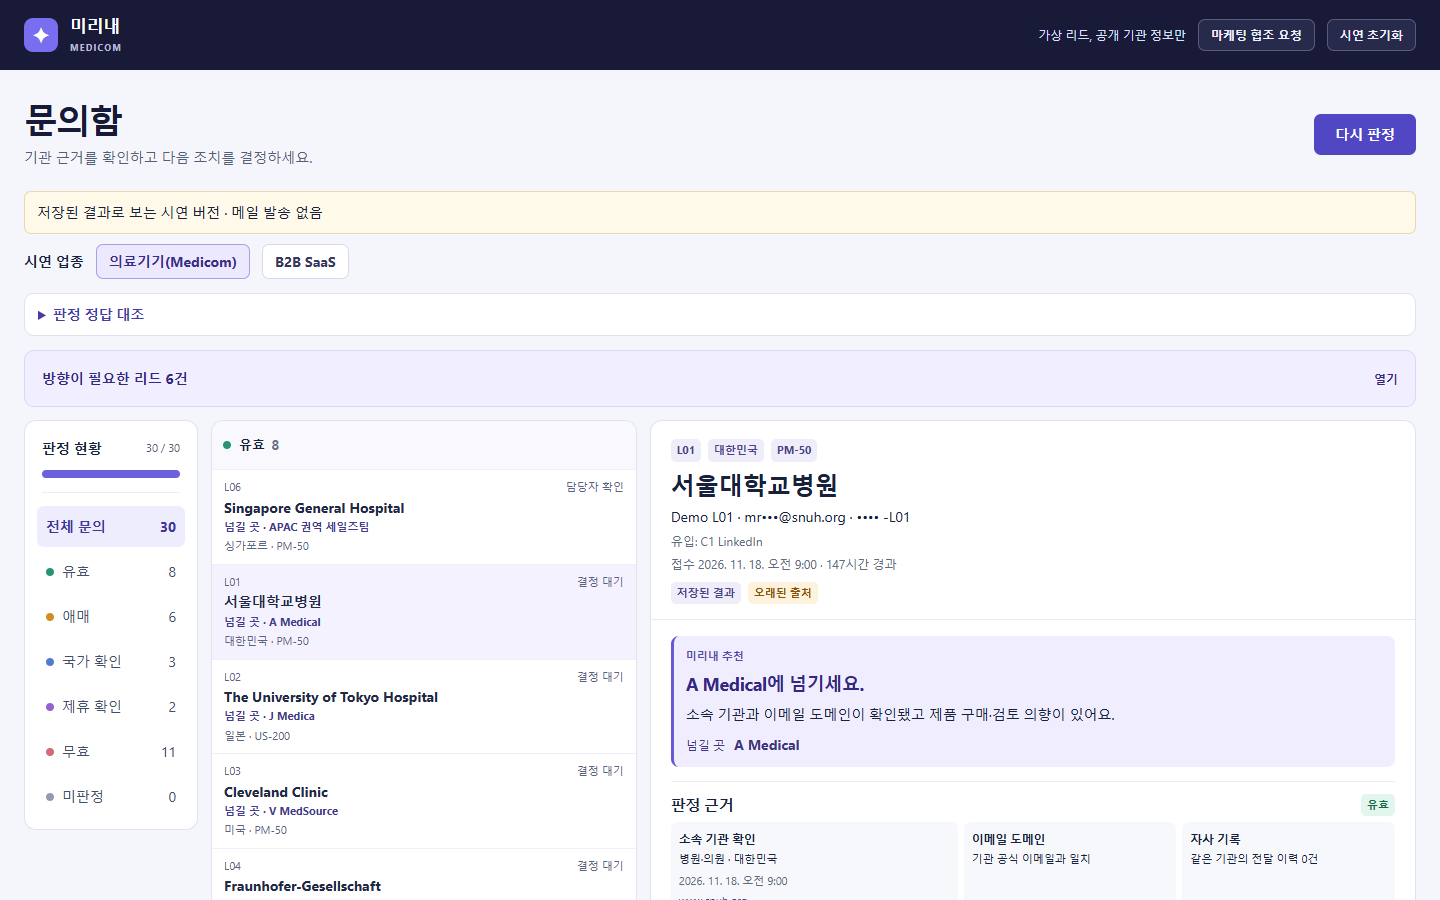 미리내
MEDICOM
가상 리드, 공개 기관 정보만
마케팅 협조 요청
시연 초기화
문의함
기관 근거를 확인하고 다음 조치를 결정하세요.
다시 판정
저장된 결과로 보는 시연 버전 · 메일 발송 없음
시연 업종
의료기기(Medicom)
B2B SaaS
▶ 판정 정답 대조
방향이 필요한 리드 6건
열기
판정 현황
30 / 30
전체 문의 30
유효 8
애매 6
국가 확인 3
제휴 확인 2
무효 11
미판정 0
유효 8
L06
담당자 확인
Singapore General Hospital
넘길 곳 · APAC 권역 세일즈팀
싱가포르 · PM-50
L01
결정 대기
서울대학교병원
넘길 곳 · A Medical
대한민국 · PM-50
L02
결정 대기
The University of Tokyo Hospital
넘길 곳 · J Medica
일본 · US-200
L03
결정 대기
Cleveland Clinic
넘길 곳 · V MedSource
미국 · PM-50
L04
결정 대기
Fraunhofer-Gesellschaft
L01 대한민국 PM-50
서울대학교병원
Demo L01 · mr•••@snuh.org · •••• -L01
유입: C1 LinkedIn
접수 2026. 11. 18. 오전 9:00 · 147시간 경과
저장된 결과
오래된 출처
미리내 추천
A Medical에 넘기세요.
소속 기관과 이메일 도메인이 확인됐고 제품 구매·검토 의향이 있어요.
넘길 곳 A Medical
판정 근거
유효
소속 기관 확인
병원·의원 · 대한민국
2026. 11. 18. 오전 9:00
이메일 도메인
기관 공식 이메일과 일치
자사 기록
같은 기관의 전달 이력 0건